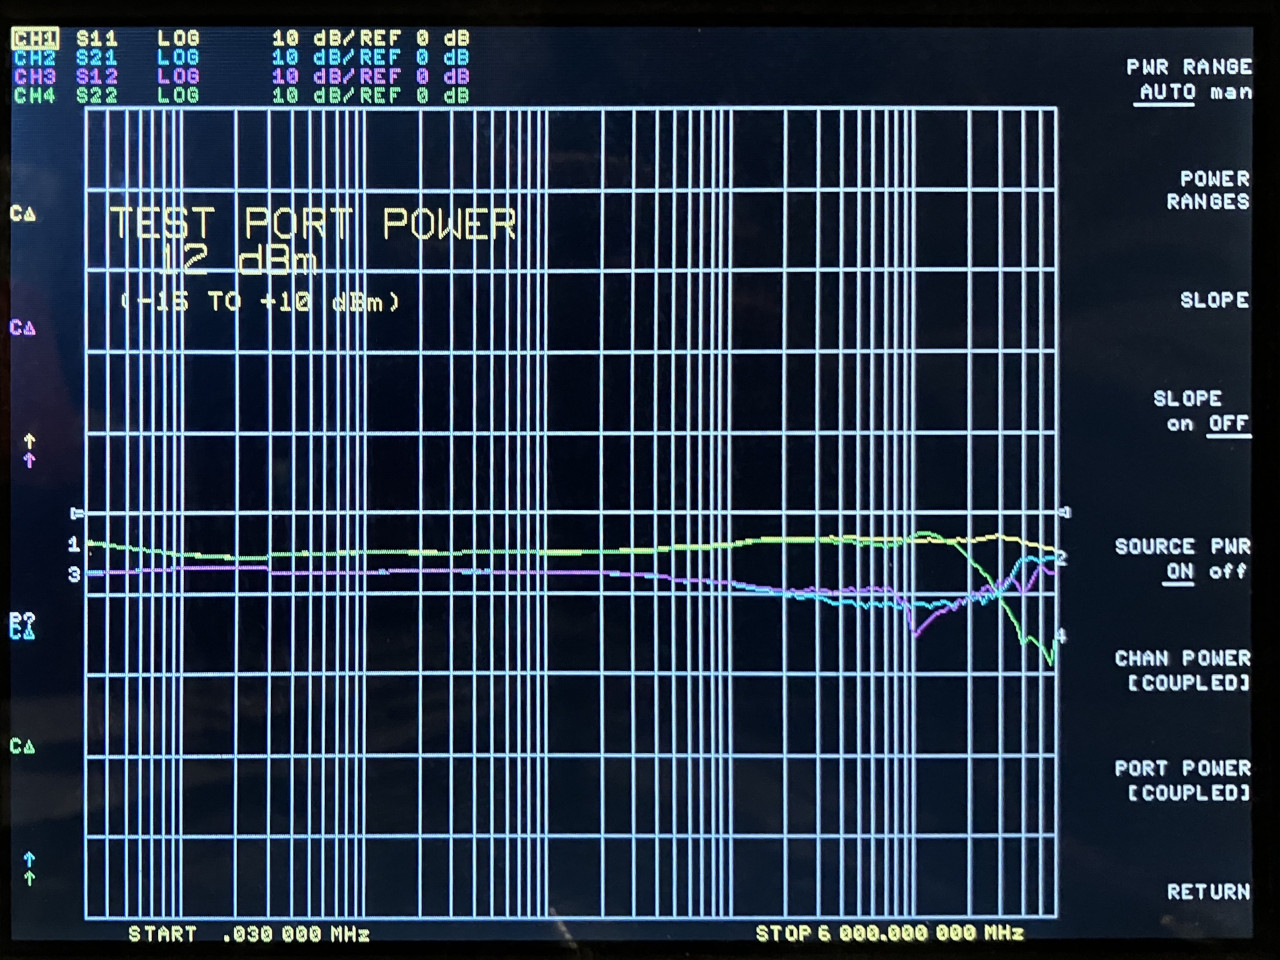 CH1 S11 LOG 10 dB/REF 0 dB
CH2 S21 LOG 10 dB/REF 0 dB
CH3 S12 LOG 10 dB/REF 0 dB
CH4 S22 LOG 10 dB/REF 0 dB
PWR RANGE
AUTO man
POWER
RANGES
CΔ
TEST PORT POWER
12 dBm
(-15 TO +10 dBm)
SLOPE
CΔ
SLOPE
on OFF
↑
↑
1
3
2
4
SOURCE PWR
ON off
P?
CΔ
CHAN POWER
[COUPLED]
CΔ
PORT POWER
[COUPLED]
↑
↑
RETURN
START .030 000 MHz
STOP 6 000.000 000 MHz